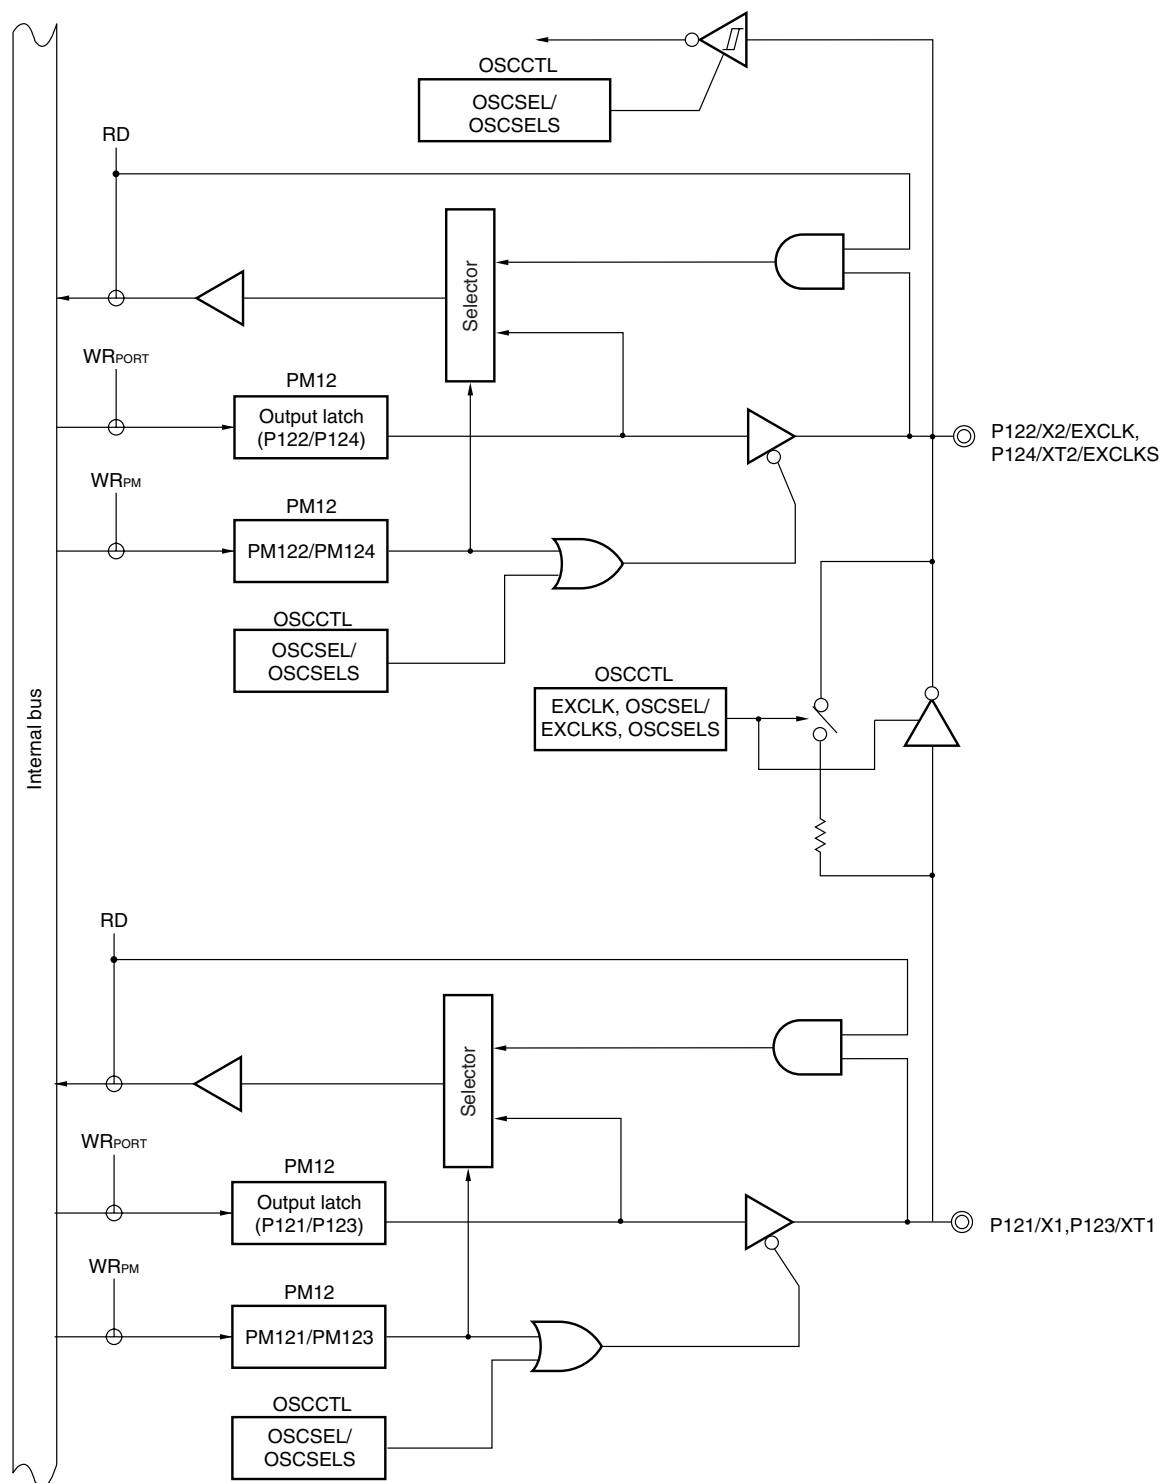 OSCCTL
OSCSEL/
OSCSELS
RD
Selector
WRPORT
PM12
Output latch
(P122/P124)
P122/X2/EXCLK,
P124/XT2/EXCLKS
WRPM
PM12
PM122/PM124
OSCCTL
OSCSEL/
OSCSELS
OSCCTL
EXCLK, OSCSEL/
EXCLKS, OSCSELS
Internal bus
RD
Selector
WRPORT
PM12
Output latch
(P121/P123)
P121/X1,P123/XT1
WRPM
PM12
PM121/PM123
OSCCTL
OSCSEL/
OSCSELS